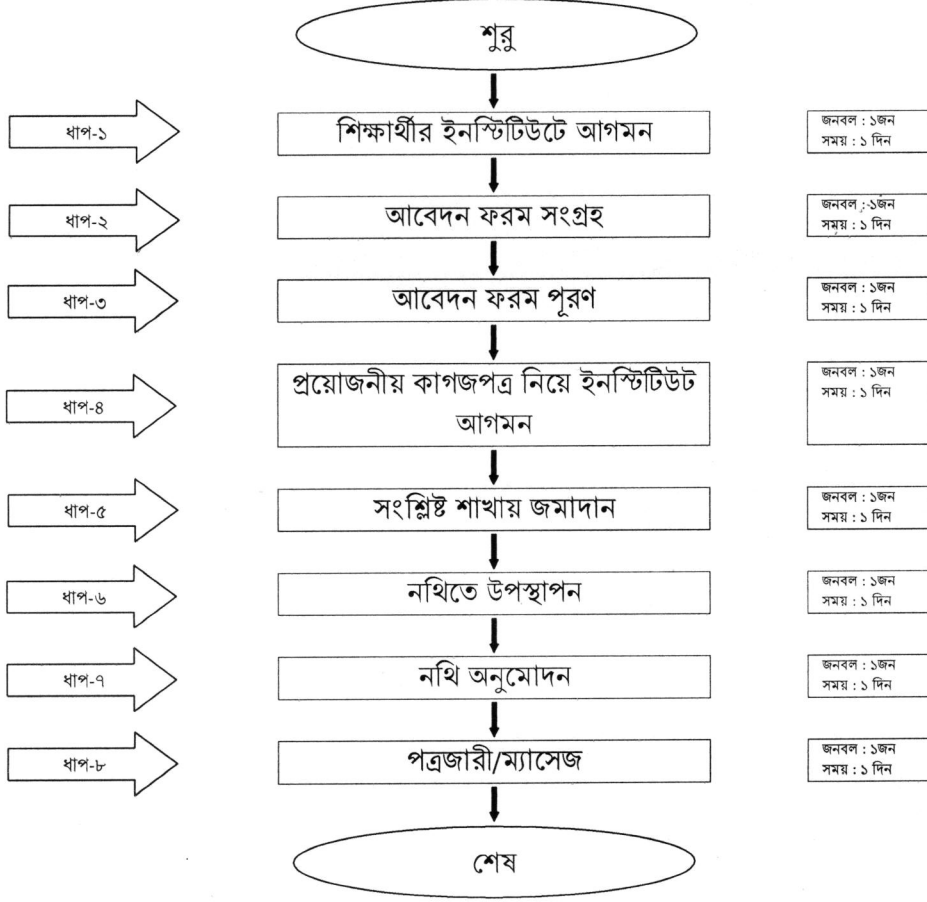 শুরু
ধাপ-১
শিক্ষার্থীর ইনস্টিটিউটে আগমন
জনবল : ১জন
সময় : ১ দিন
ধাপ-২
আবেদন ফরম সংগ্রহ
জনবল : ১জন
সময় : ১ দিন
ধাপ-৩
আবেদন ফরম পূরণ
জনবল : ১জন
সময় : ১ দিন
ধাপ-৪
প্রয়োজনীয় কাগজপত্র নিয়ে ইনস্টিটিউট
আগমন
জনবল : ১জন
সময় : ১ দিন
ধাপ-৫
সংশ্লিষ্ট শাখায় জমাদান
জনবল : ১জন
সময় : ১ দিন
ধাপ-৬
নথিতে উপস্থাপন
জনবল : ১জন
সময় : ১ দিন
ধাপ-৭
নথি অনুমোদন
জনবল : ১জন
সময় : ১ দিন
ধাপ-৮
পত্রজারী/ম্যাসেজ
জনবল : ১জন
সময় : ১ দিন
শেষ